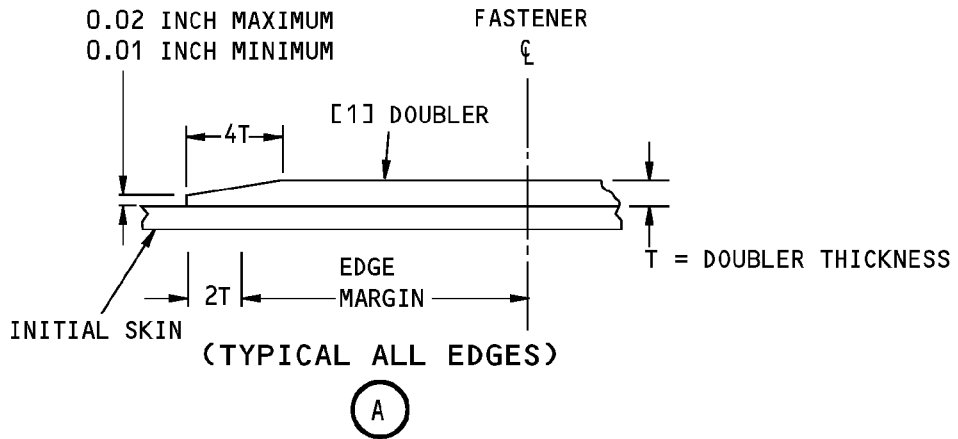 0.02 INCH MAXIMUM
0.01 INCH MINIMUM
FASTENER
℄
[1] DOUBLER
4T
T = DOUBLER THICKNESS
EDGE
MARGIN
2T
INITIAL SKIN
(TYPICAL ALL EDGES)
A